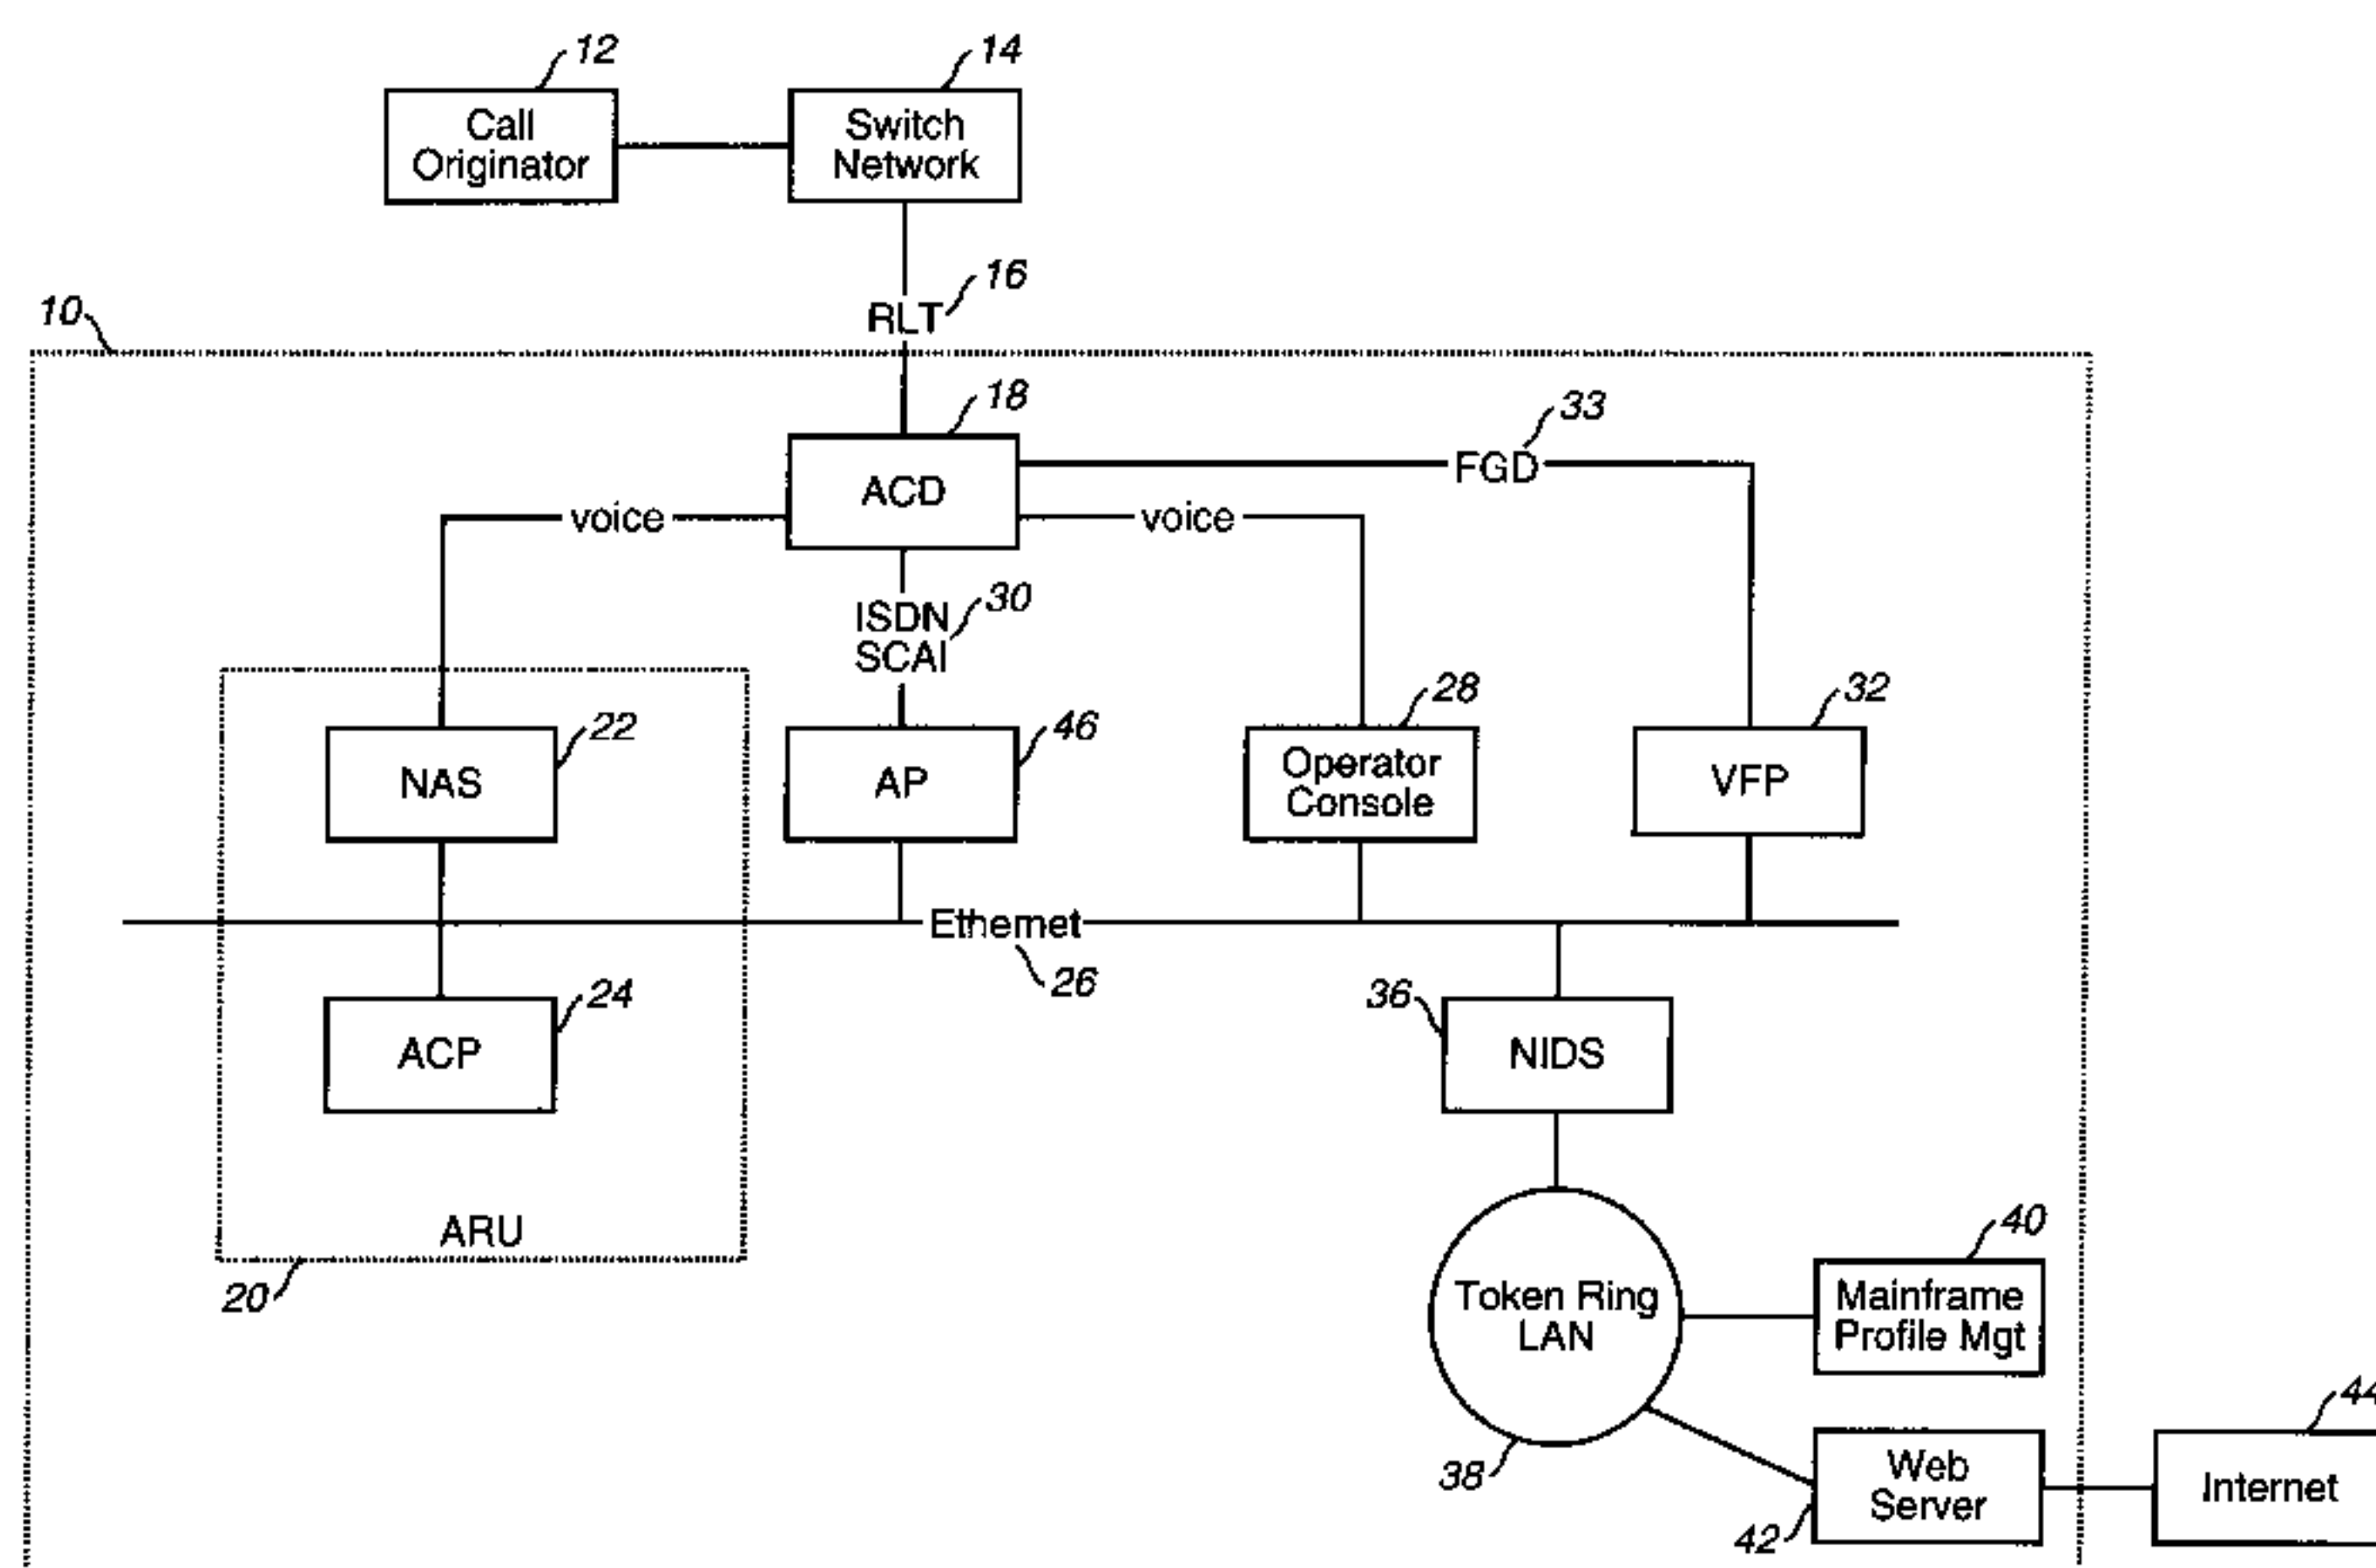 12
14
Call
Originator
Switch
Network
16
10
RLT
18
33
ACD
FGD
voice
voice
ISDN
SCAI
30
28
32
22
46
NAS
AP
Operator
Console
VFP
Ethernet
26
24
36
ACP
NIDS
ARU
20
40
Token Ring
LAN
Mainframe
Profile Mgt
44
38
Web
Server
Internet
42